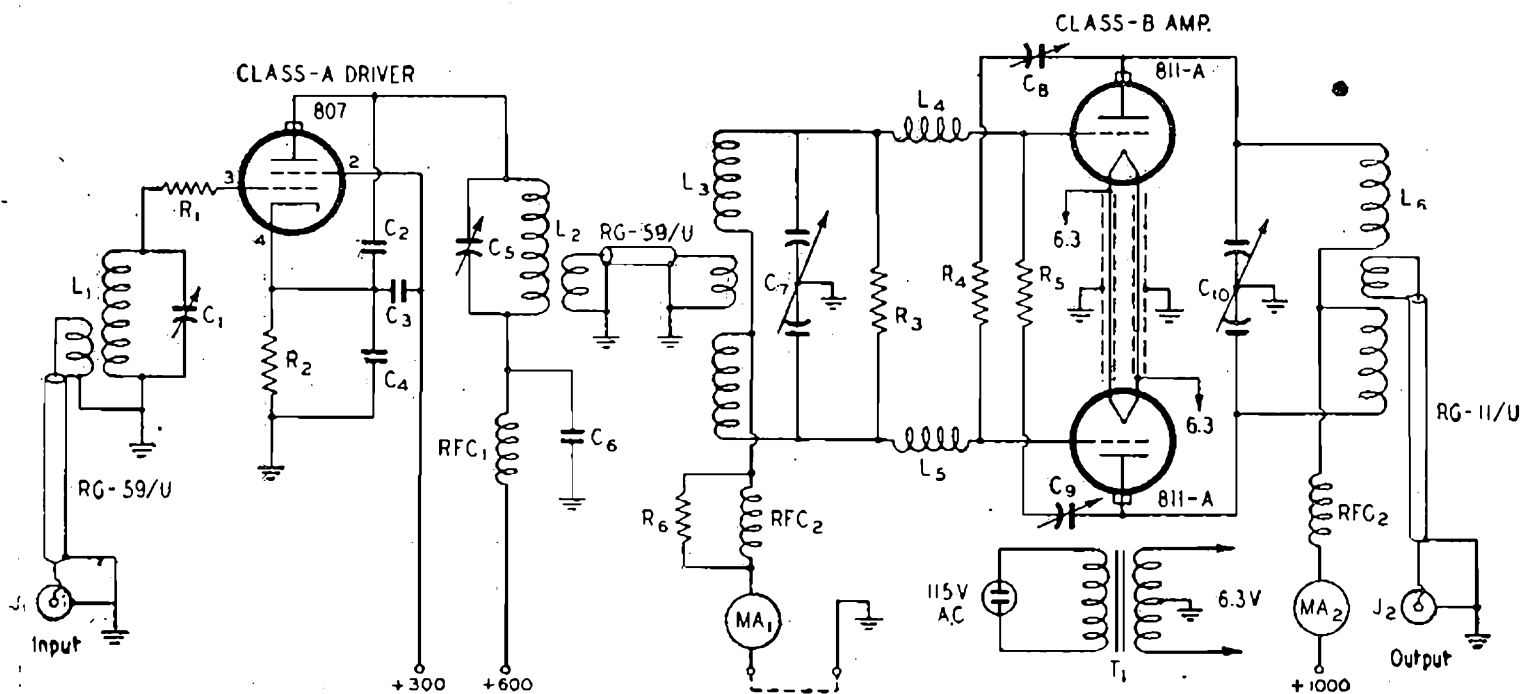 CLASS-B AMP.
CLASS-A DRIVER
807
811-A
C8
L4
2
3
R1
4
C2
L3
L6
C5
L2
RG-59/U
6.3
L1
C1
C3
C7
R3
R4
R5
C10
R2
C4
6.3
RG-11/U
RFC1
C6
L5
RG-59/U
C9
811-A
R6
RFC2
RFC2
115V
A.C
6.3V
J1
MA1
MA2
J2
Input
T1
Output
+300
+600
+1000